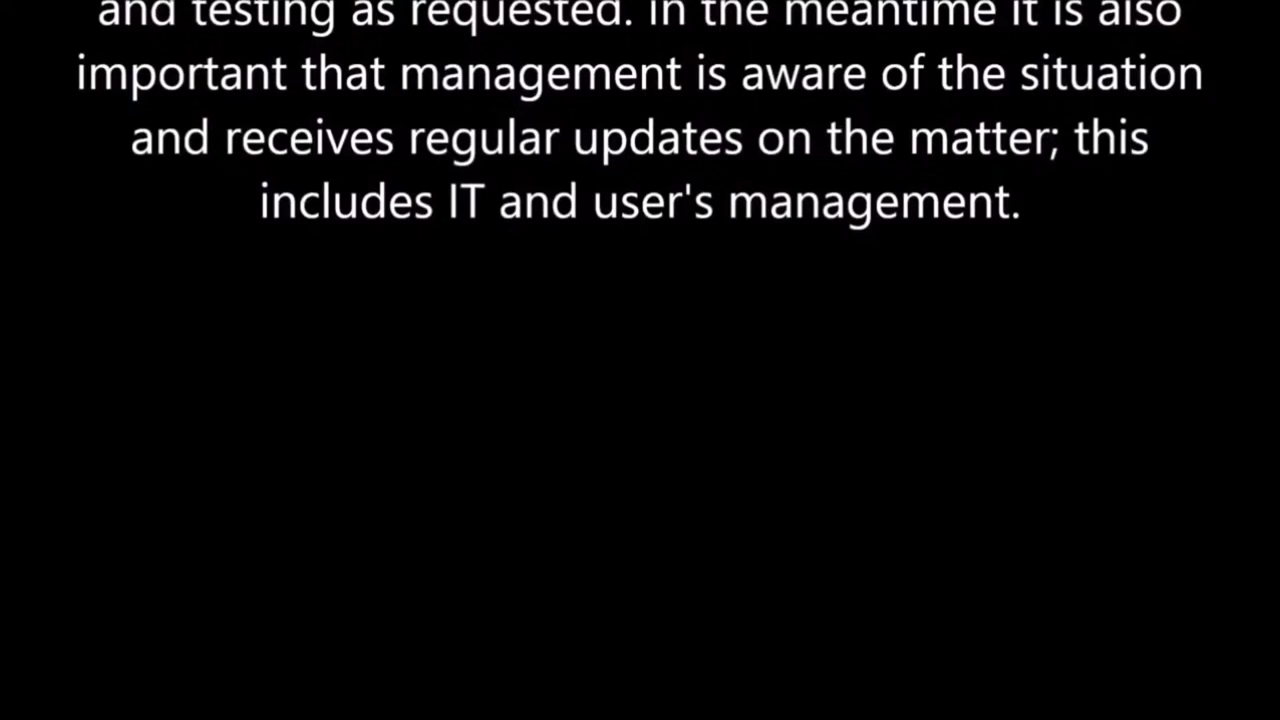 and testing as requested. In the meantime it is also
important that management is aware of the situation
and receives regular updates on the matter; this
includes IT and user's management.